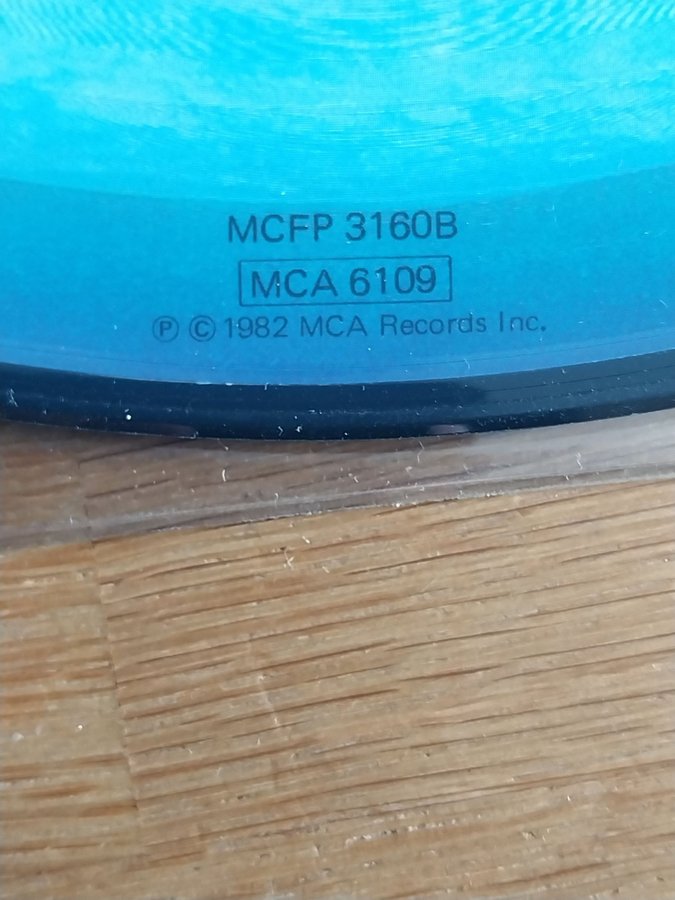 MCFP 3160B
MCA 6109
Ⓟ © 1982 MCA Records Inc.